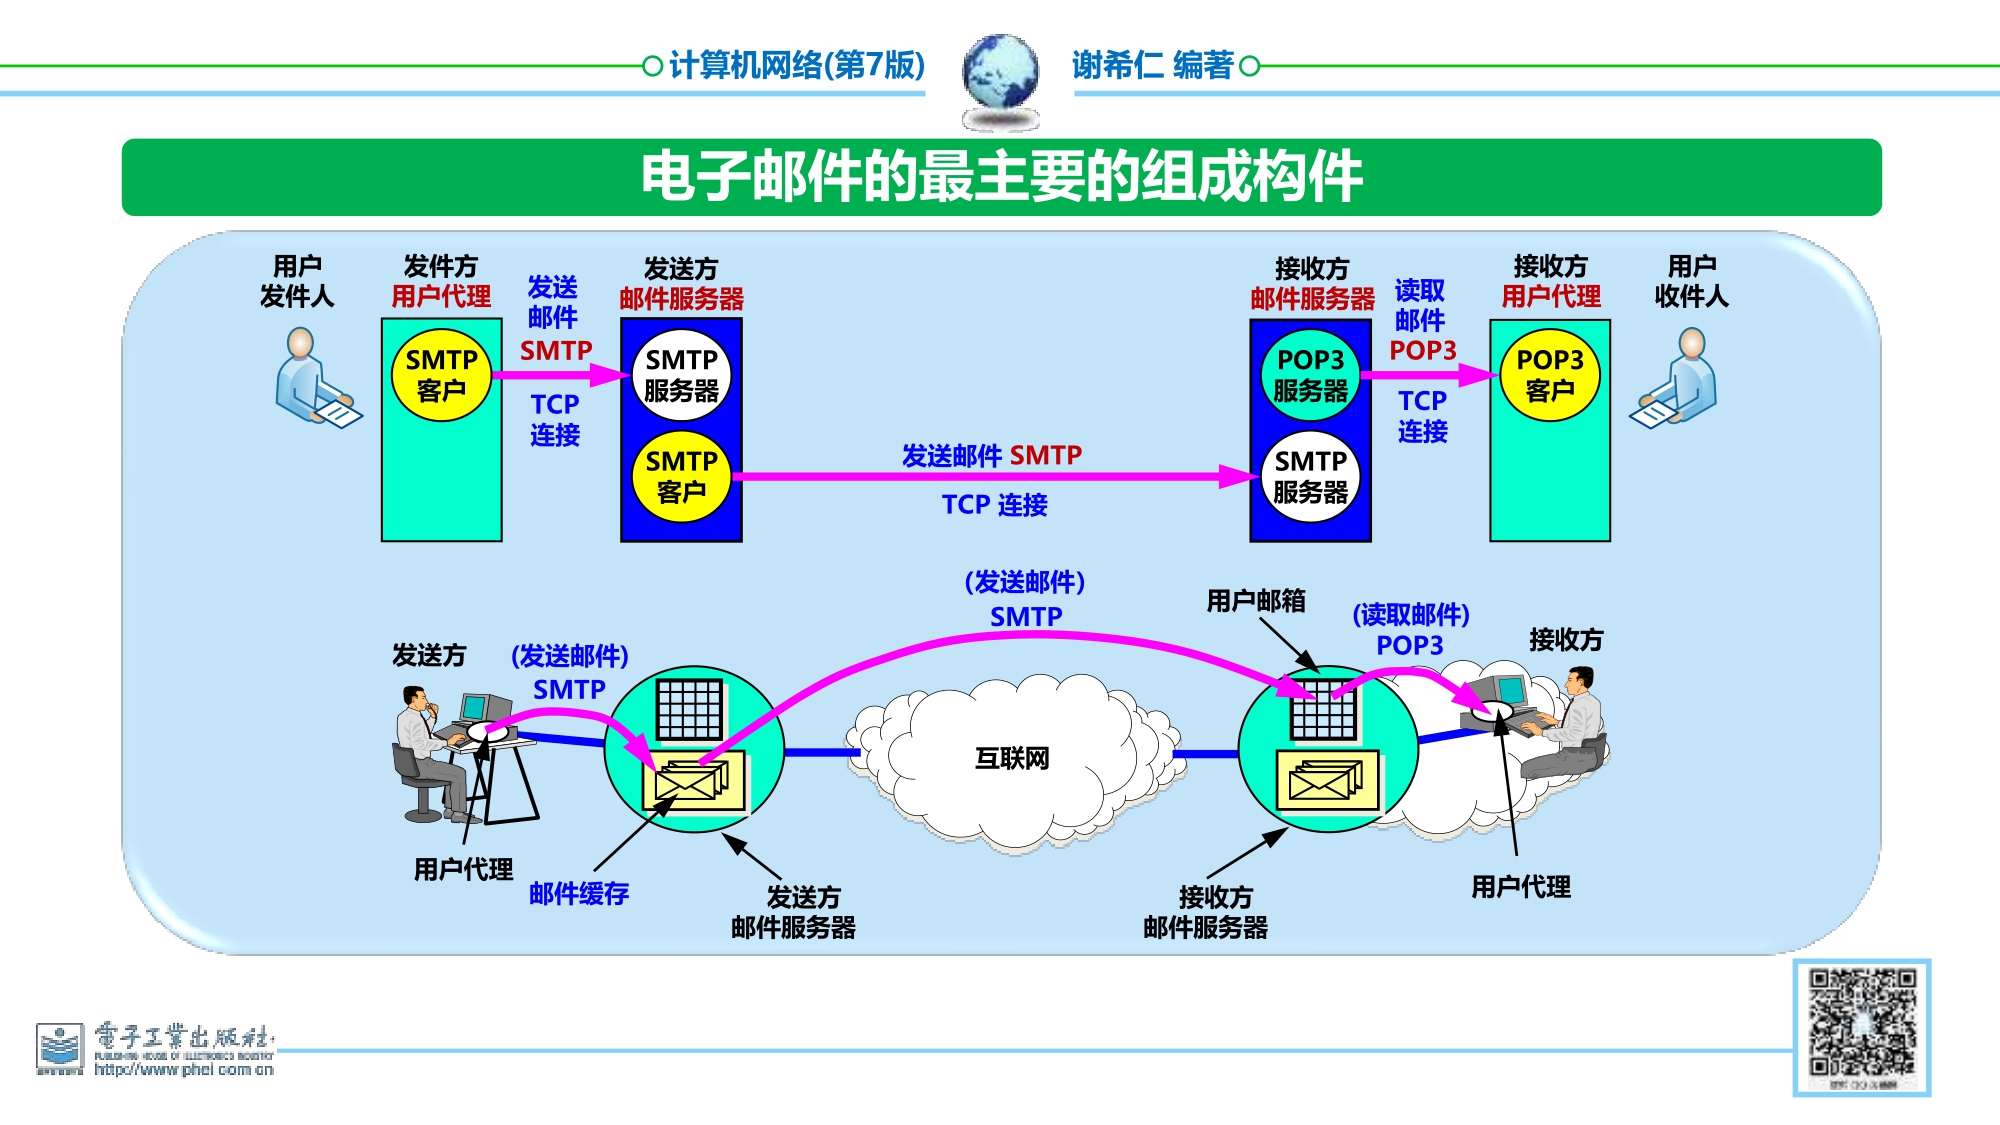 计算机网络(第7版)
谢希仁 编著
电子邮件的最主要的组成构件
用户
发件人
发件方
用户代理
发送
邮件
SMTP
TCP
连接
发送方
邮件服务器
SMTP
客户
SMTP
服务器
SMTP
客户
发送邮件 SMTP
TCP 连接
接收方
邮件服务器
POP3
服务器
SMTP
服务器
读取
邮件
POP3
TCP
连接
接收方
用户代理
POP3
客户
用户
收件人
发送方
(发送邮件)
SMTP
(发送邮件)
SMTP
用户邮箱
(读取邮件)
POP3
接收方
互联网
用户代理
邮件缓存
发送方
邮件服务器
接收方
邮件服务器
用户代理
電子工業出版社
PUBLISHING HOUSE OF ELECTRONICS INDUSTRY
http://www.phei.com.cn